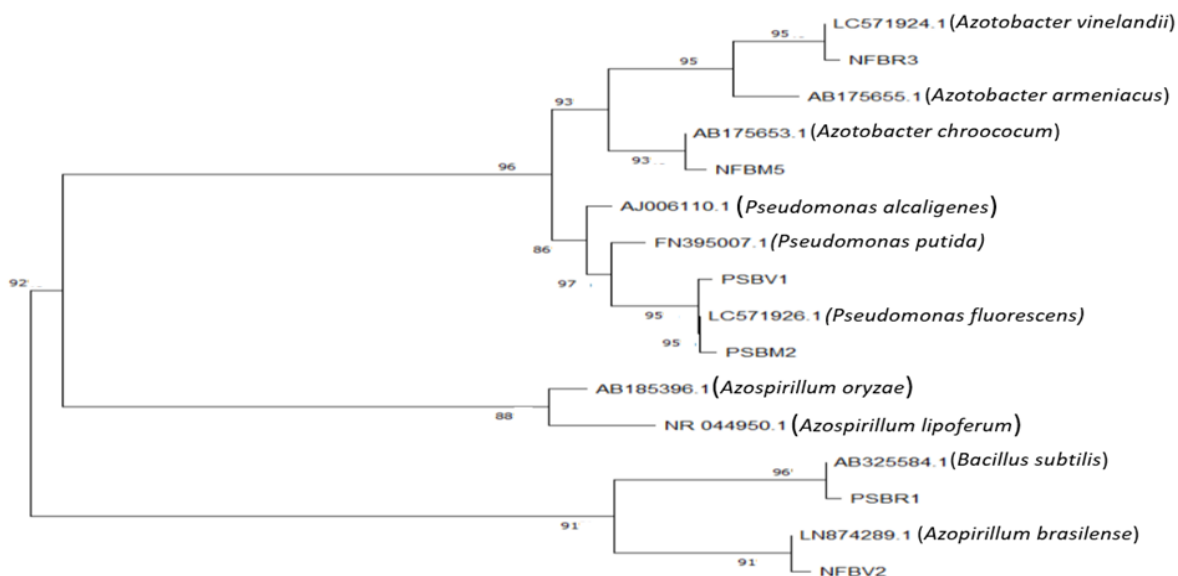 95
LC571924.1 (Azotobacter vinelandii)
95
NFBR3
AB175655.1 (Azotobacter armeniacus)
93
AB175653.1 (Azotobacter chroococum)
93
NFBM5
96
AJ006110.1 (Pseudomonas alcaligenes)
86
FN395007.1 (Pseudomonas putida)
97
PSBV1
95
LC571926.1 (Pseudomonas fluorescens)
95
PSBM2
92
AB185396.1 (Azospirillum oryzae)
88
NR 044950.1 (Azospirillum lipoferum)
96
AB325584.1 (Bacillus subtilis)
PSBR1
91
LN874289.1 (Azopirillum brasilense)
91
NFBV2